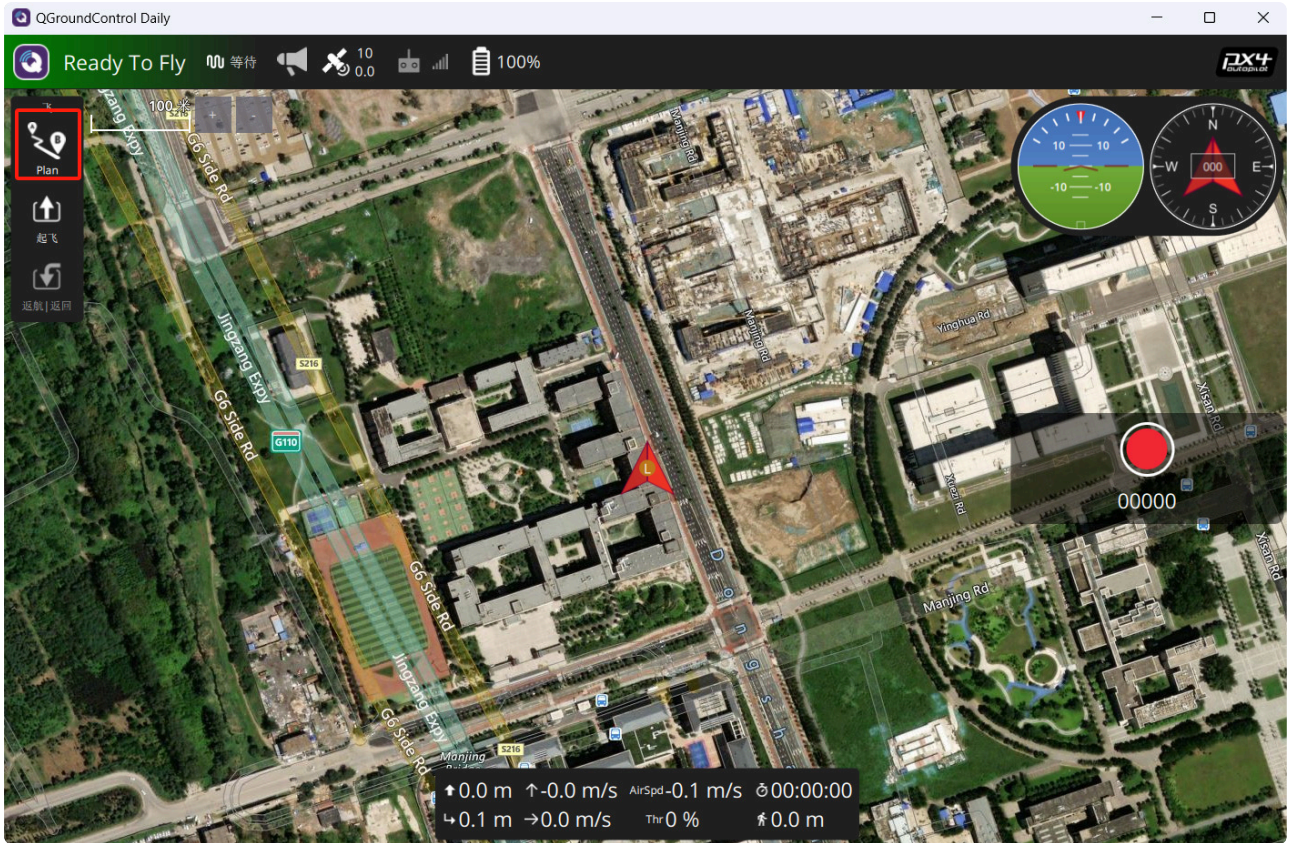 QGroundControl Daily
Ready To Fly
等待
10
0.0
100%
px4
autopilot
飞
Plan
起飞
返航|返回
100
+
-
S216
Jingzang Expy
G6 Side Rd
Manjing Rd
10 10
-10 -10
N
W 000 E
S
Manjing Rd
Yinghua Rd
S216
Jingzang Expy
G6 Side Rd
Xisan Rd
G110
L
Xuezi Rd
00000
Xisan Rd
G6 Side Rd
Manjing Rd
D o n g s h
Jingzang Expy
G6 Side Rd
S216
Manjing
0.0 m -0.0 m/s AirSpd -0.1 m/s 00:00:00
0.1 m -0.0 m/s Thr 0 % 0.0 m